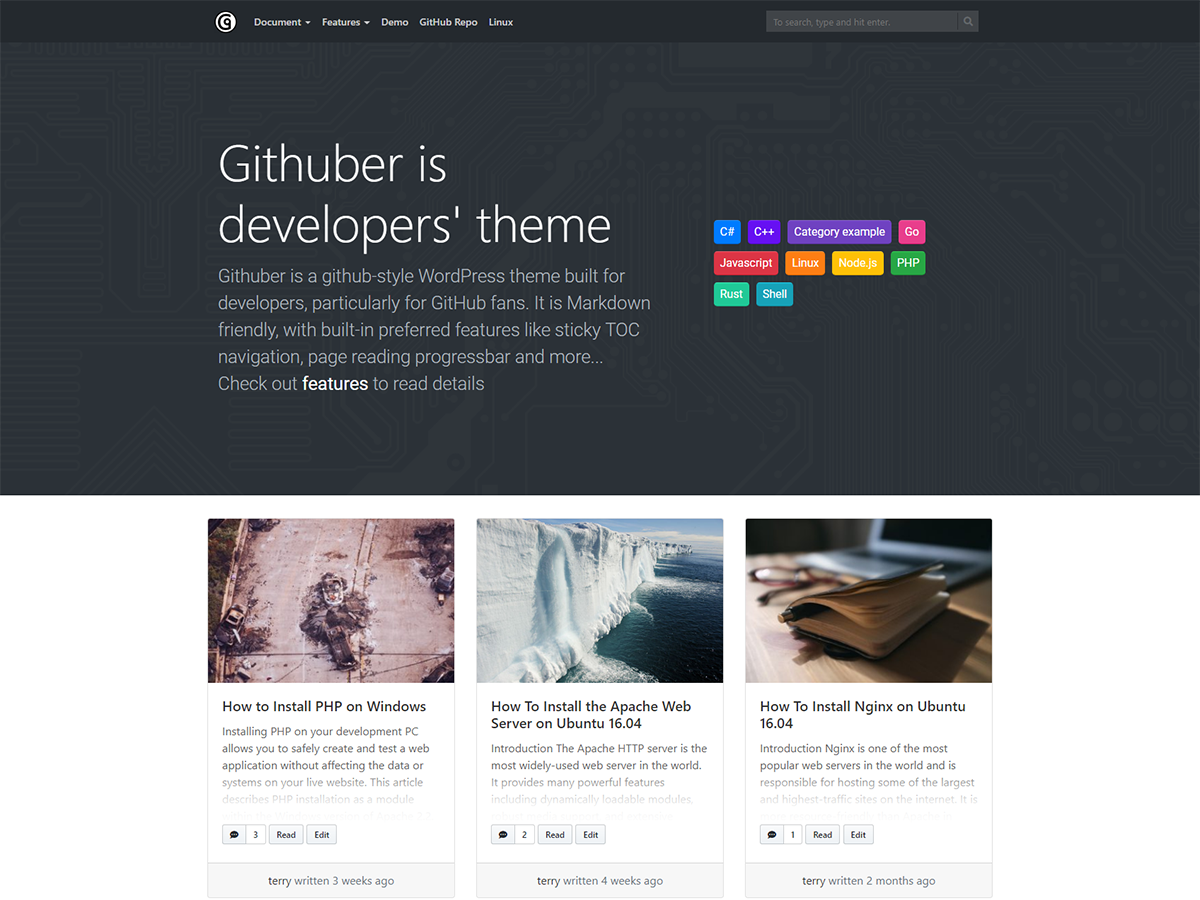 Document Features Demo GitHub Repo Linux
To search, type and hit enter.
Githuber is
developers' theme
Githuber is a github-style WordPress theme built for
developers, particularly for GitHub fans. It is Markdown
friendly, with built-in preferred features like sticky TOC
navigation, page reading progressbar and more...
Check out features to read details
C# C++ Category example Go
Javascript Linux Node.js PHP
Rust Shell
How to Install PHP on Windows
Installing PHP on your development PC
allows you to safely create and test a web
application without affecting the data or
systems on your live website. This article
describes PHP installation as a module
3 Read Edit
terry written 3 weeks ago
How To Install the Apache Web
Server on Ubuntu 16.04
Introduction The Apache HTTP server is the
most widely-used web server in the world.
It provides many powerful features
including dynamically loadable modules,
2 Read Edit
terry written 4 weeks ago
How To Install Nginx on Ubuntu
16.04
Introduction Nginx is one of the most
popular web servers in the world and is
responsible for hosting some of the largest
and highest-traffic sites on the internet. It is
1 Read Edit
terry written 2 months ago